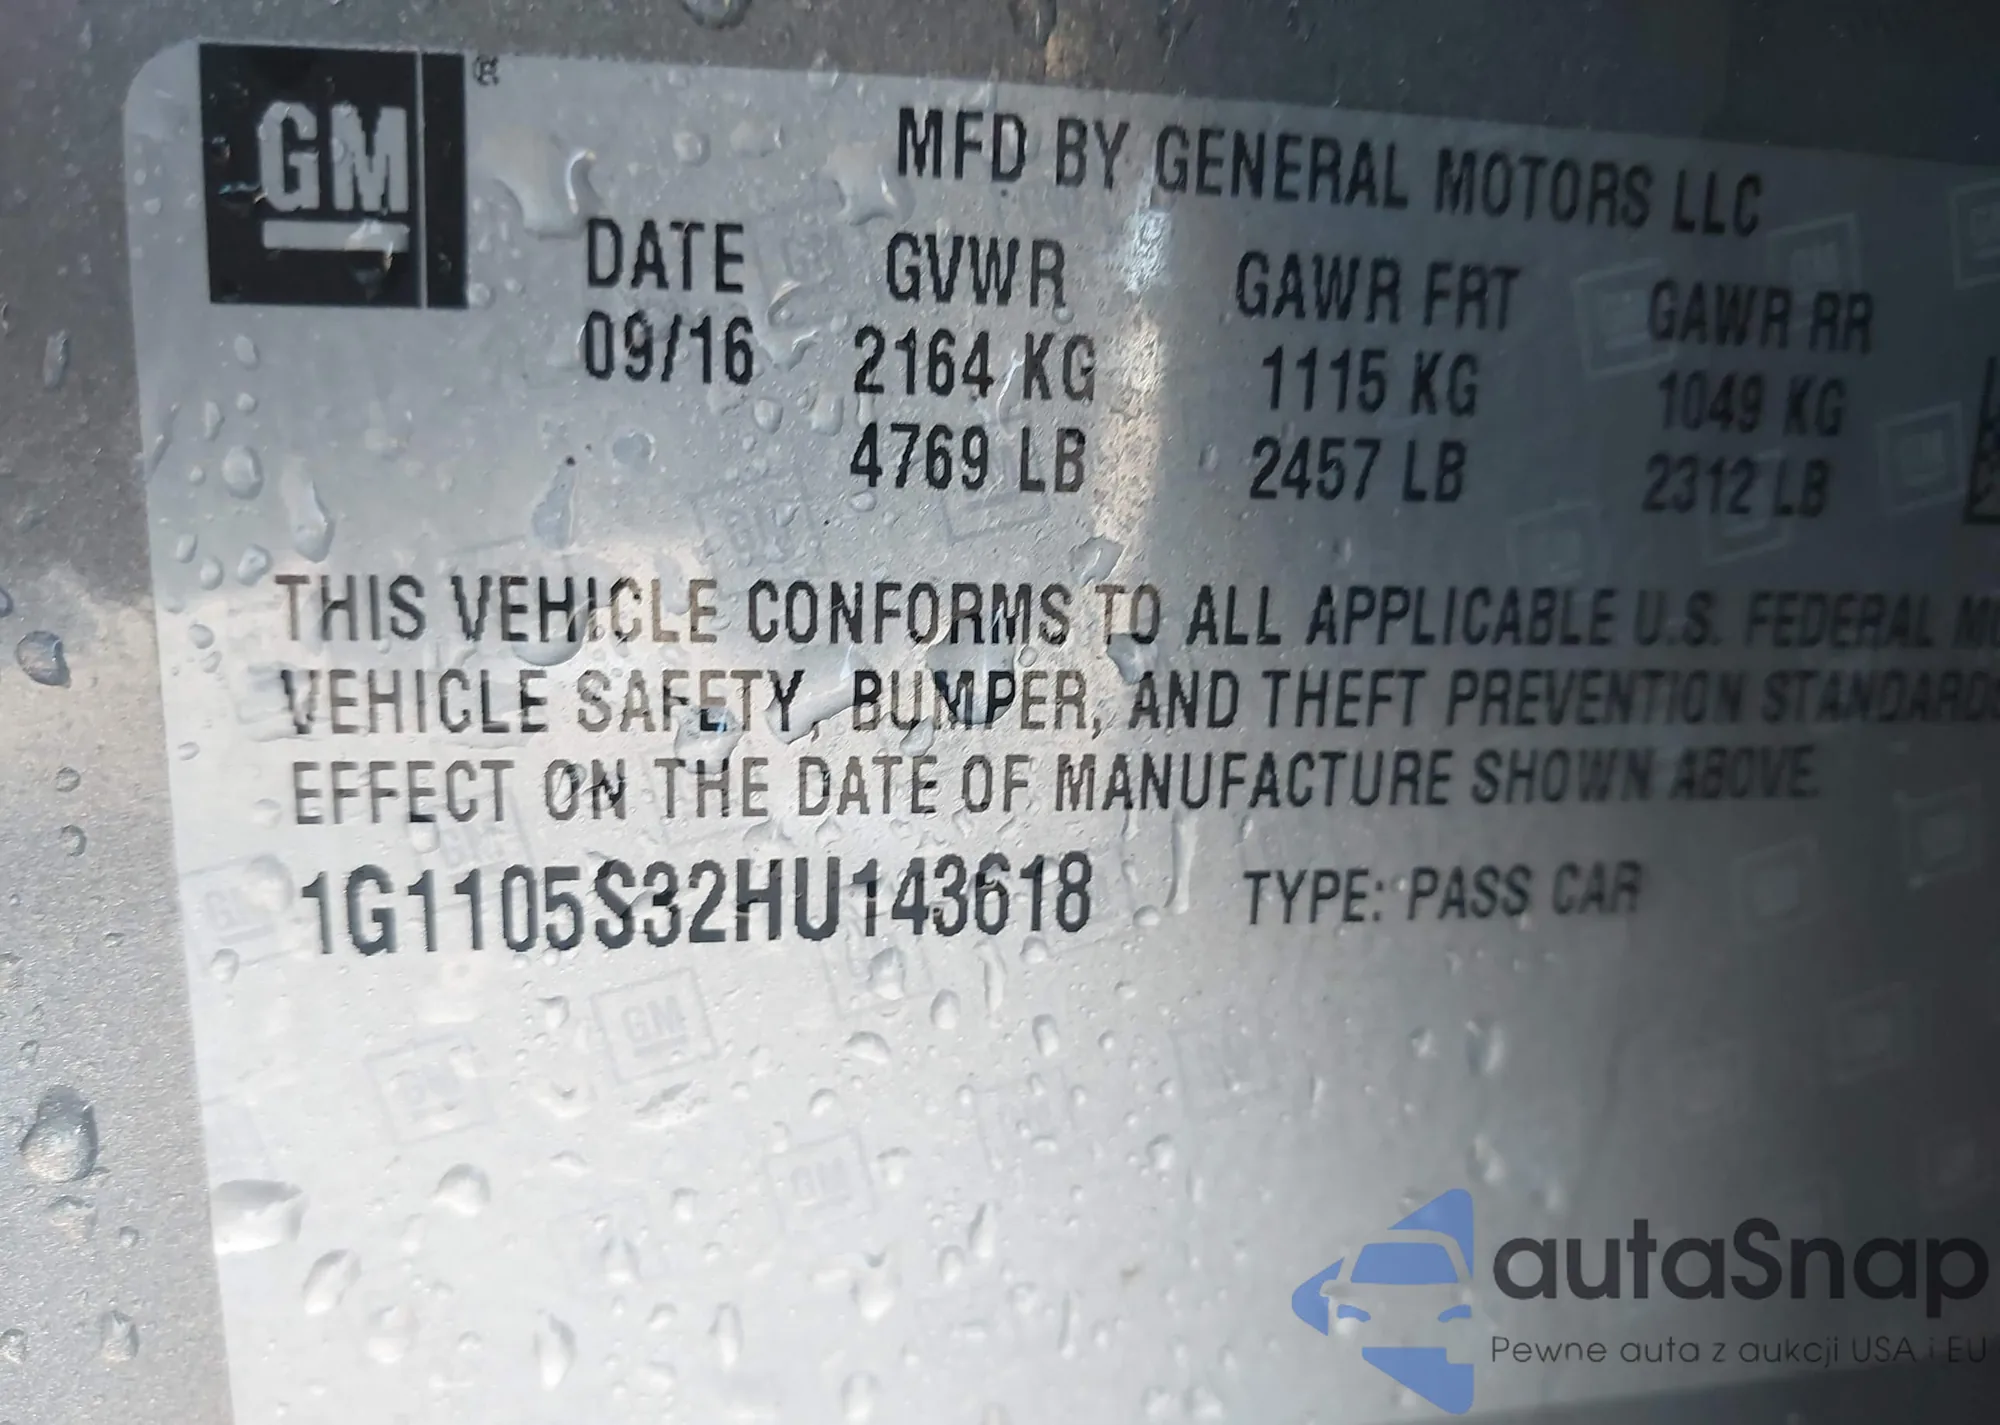 GM ®
MFD BY GENERAL MOTORS LLC
DATE GVWR GAWR FRT GAWR RR
09/16 2164 KG 1115 KG 1049 KG
4769 LB 2457 LB 2312 LB
THIS VEHICLE CONFORMS TO ALL APPLICABLE U.S. FEDERAL
VEHICLE SAFETY, BUMPER, AND THEFT PREVENTION STANDARDS
EFFECT ON THE DATE OF MANUFACTURE SHOWN ABOVE.
1G1105S32HU143618 TYPE: PASS CAR
autaSnap
Pewne auta z aukcji USA i EU